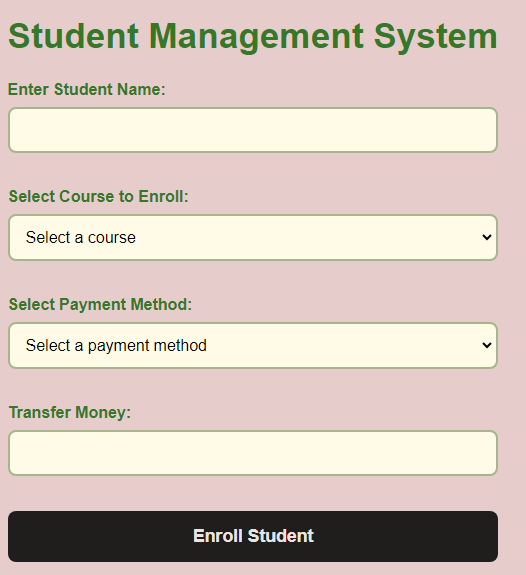 Student Management System
Enter Student Name:
Select Course to Enroll:
Select a course
Select Payment Method:
Select a payment method
Transfer Money:
Enroll Student